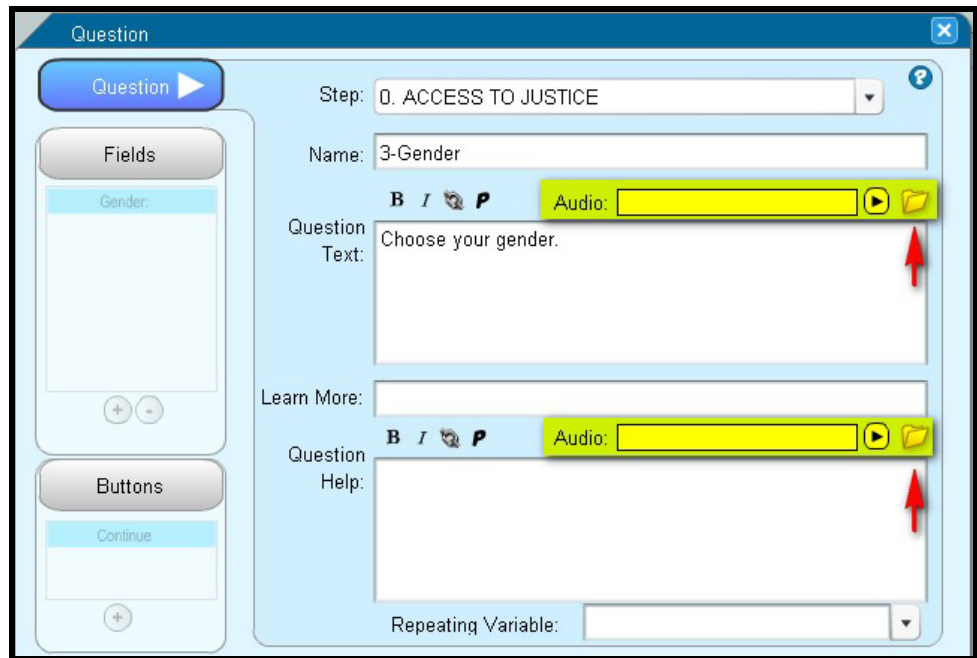 Question
Question
Step: 0. ACCESS TO JUSTICE
Fields
Name: 3-Gender
Gender:
B I P Audio:
Question Text: Choose your gender.
Learn More:
B I P Audio:
Question Help:
Buttons
Continue
Repeating Variable: